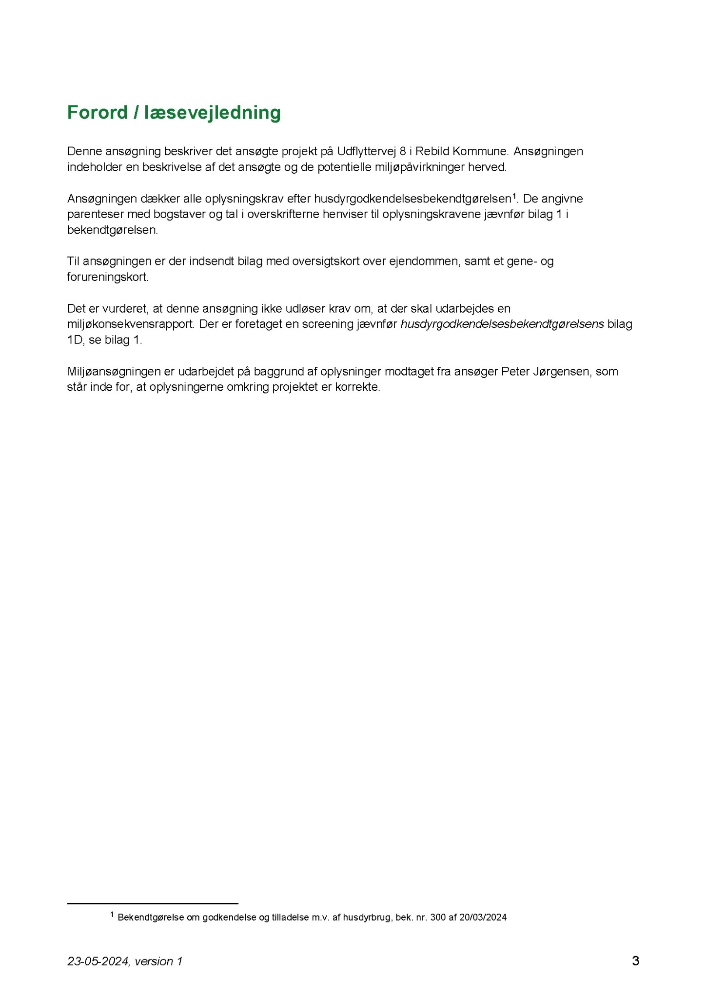 Forord / læsevejledning
Denne ansøgning beskriver det ansøgte projekt på Udflyttervej 8 i Rebild Kommune. Ansøgningen
indeholder en beskrivelse af det ansøgte og de potentielle miljøpåvirkninger herved.
Ansøgningen dækker alle oplysningskrav efter husdyrgodkendelsesbekendtgørelsen¹. De angivne
parenteser med bogstaver og tal i overskrifterne henviser til oplysningskravene jævnfør bilag 1 i
bekendtgørelsen.
Til ansøgningen er der indsendt bilag med oversigtskort over ejendommen, samt et gene- og
forureningskort.
Det er vurderet, at denne ansøgning ikke udløser krav om, at der skal udarbejdes en
miljøkonsekvensrapport. Der er foretaget en screening jævnfør husdyrgodkendelsesbekendtgørelsens bilag
1D, se bilag 1.
Miljøansøgningen er udarbejdet på baggrund af oplysninger modtaget fra ansøger Peter Jørgensen, som
står inde for, at oplysningerne omkring projektet er korrekte.
¹ Bekendtgørelse om godkendelse og tilladelse m.v. af husdyrbrug, bek. nr. 300 af 20/03/2024
23-05-2024, version 1 3